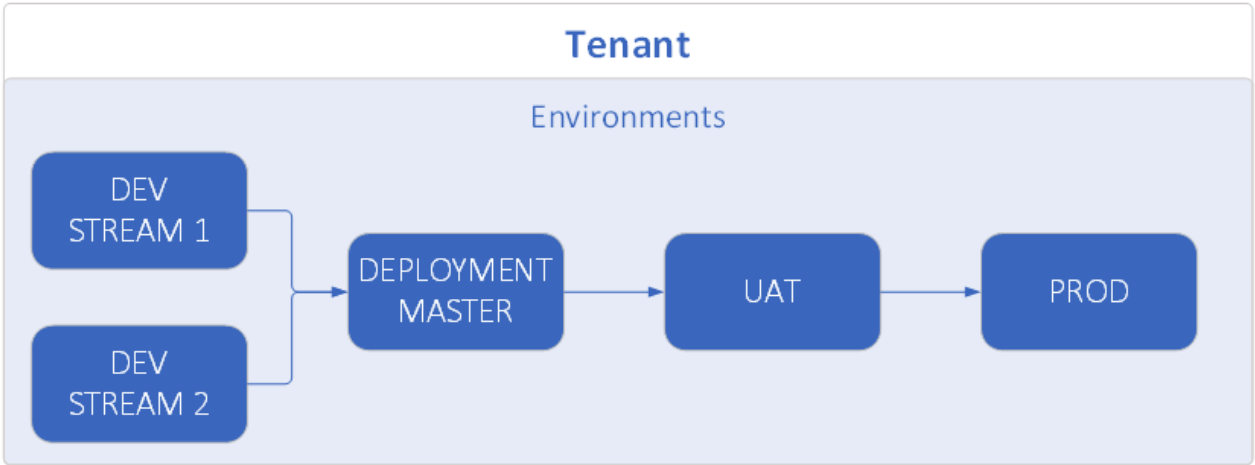 Tenant
Environments
DEV
STREAM 1
DEV
STREAM 2
DEPLOYMENT
MASTER
UAT
PROD